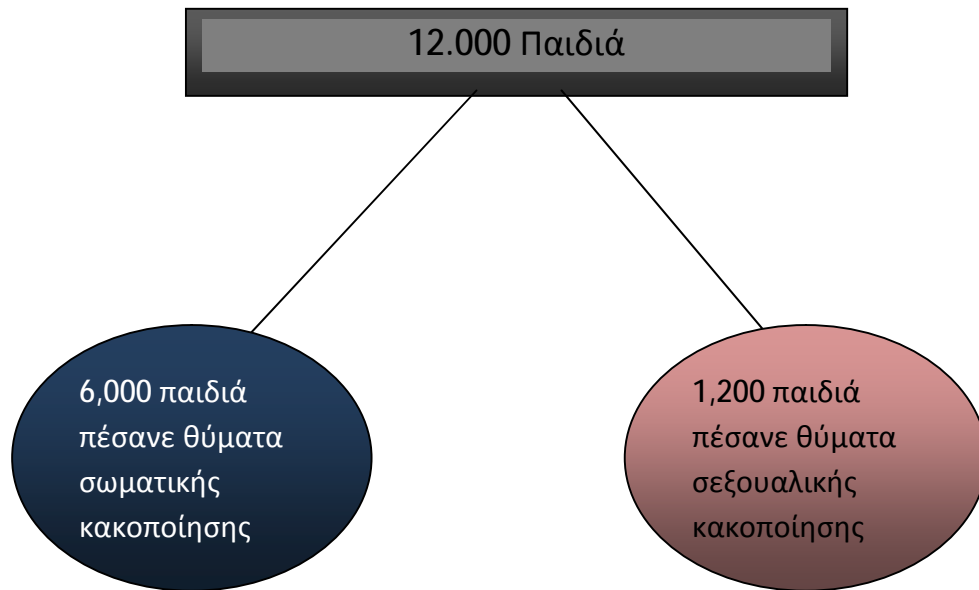 12.000 Παιδιά
6,000 παιδιά
πέσανε θύματα
σωματικής
κακοποίησης
1,200 παιδιά
πέσανε θύματα
σεξουαλικής
κακοποίησης